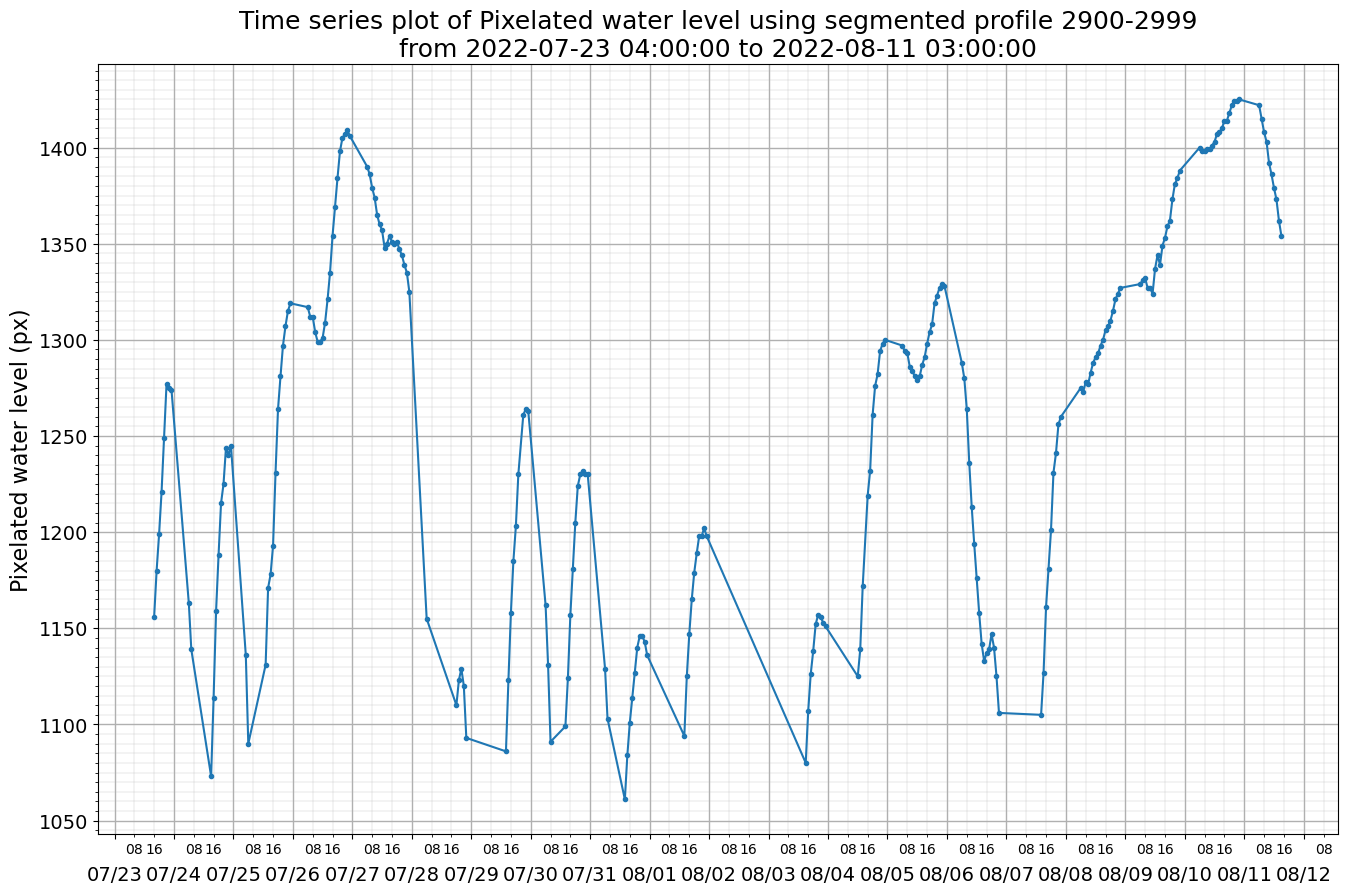 Time series plot of Pixelated water level using segmented profile 2900-2999
from 2022-07-23 04:00:00 to 2022-08-11 03:00:00
Pixelated water level (px)
1400
1350
1300
1250
1200
1150
1100
1050
08 16 08 16 08 16 08 16 08 16 08 16 08 16 08 16 08 16 08 16 08 16 08 16 08 16 08 16 08 16 08 16 08 16 08 16 08 16 08 16 08
07/23 07/24 07/25 07/26 07/27 07/28 07/29 07/30 07/31 08/01 08/02 08/03 08/04 08/05 08/06 08/07 08/08 08/09 08/10 08/11 08/12